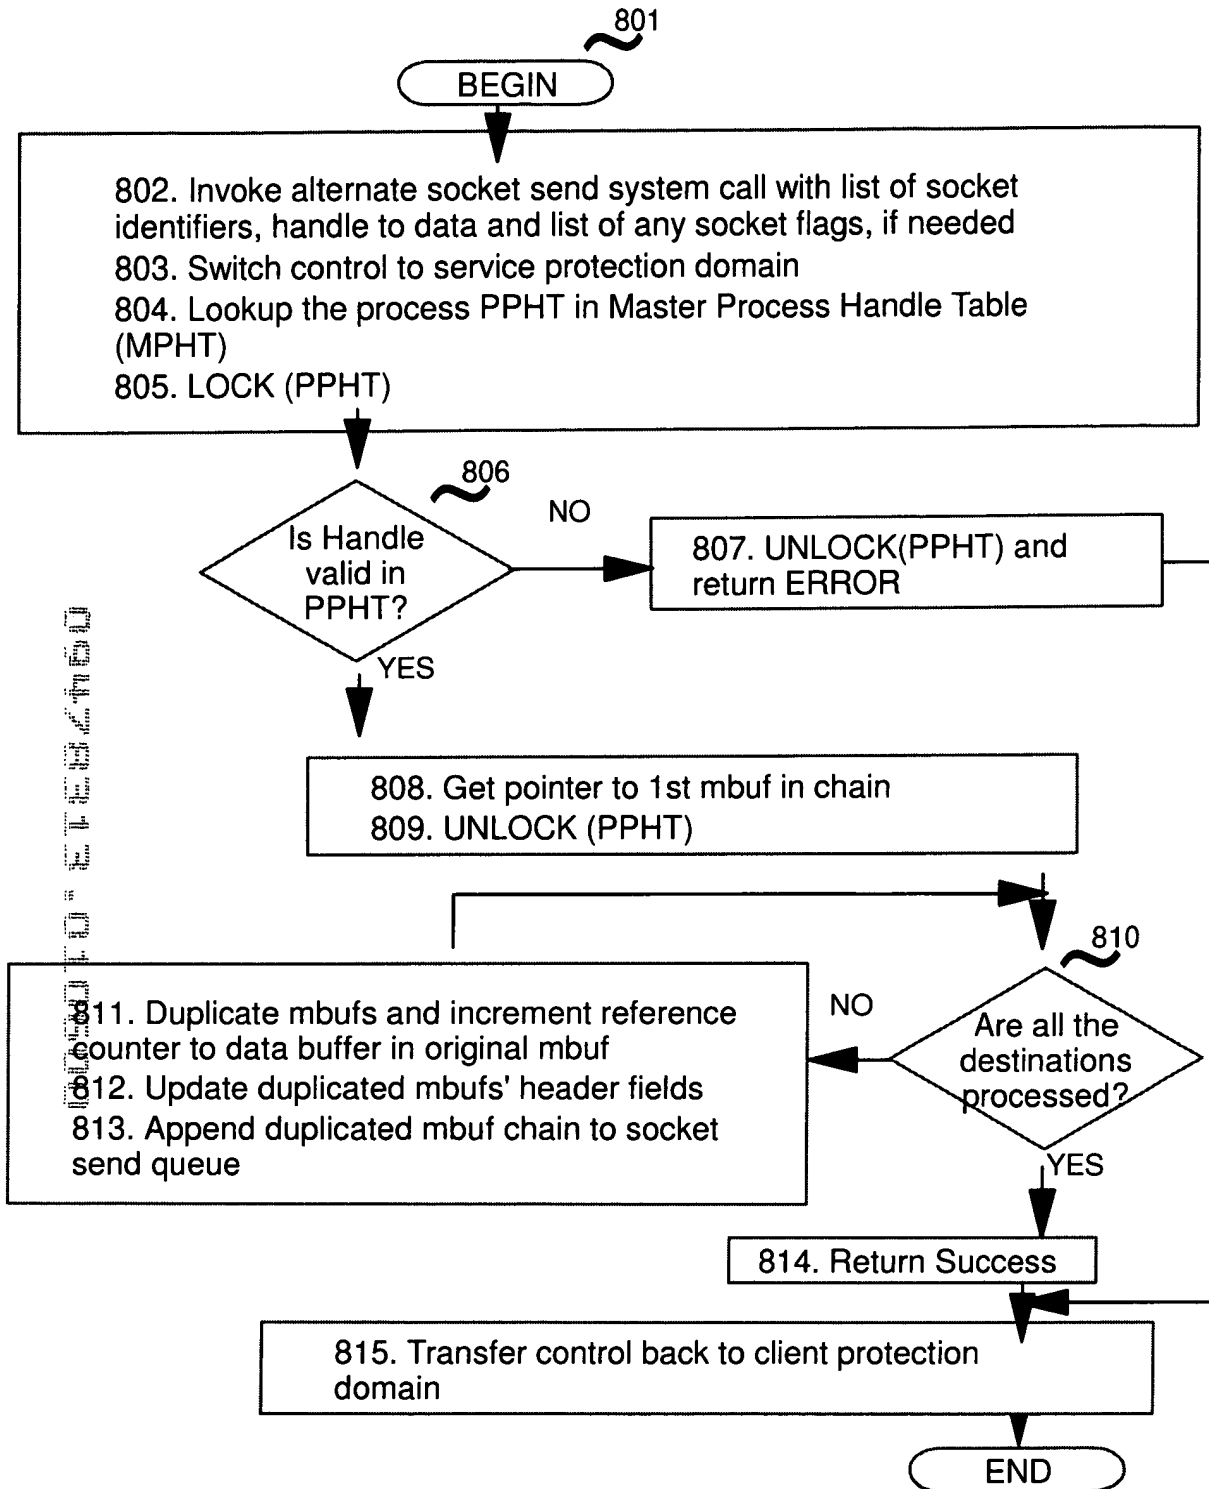 801
BEGIN
802. Invoke alternate socket send system call with list of socket
identifiers, handle to data and list of any socket flags, if needed
803. Switch control to service protection domain
804. Lookup the process PPHT in Master Process Handle Table
(MPHT)
805. LOCK (PPHT)
806
Is Handle
valid in
PPHT?
NO
807. UNLOCK(PPHT) and
return ERROR
YES
808. Get pointer to 1st mbuf in chain
809. UNLOCK (PPHT)
810
Are all the
destinations
processed?
NO
811. Duplicate mbufs and increment reference
counter to data buffer in original mbuf
812. Update duplicated mbufs' header fields
813. Append duplicated mbuf chain to socket
send queue
YES
814. Return Success
815. Transfer control back to client protection
domain
END